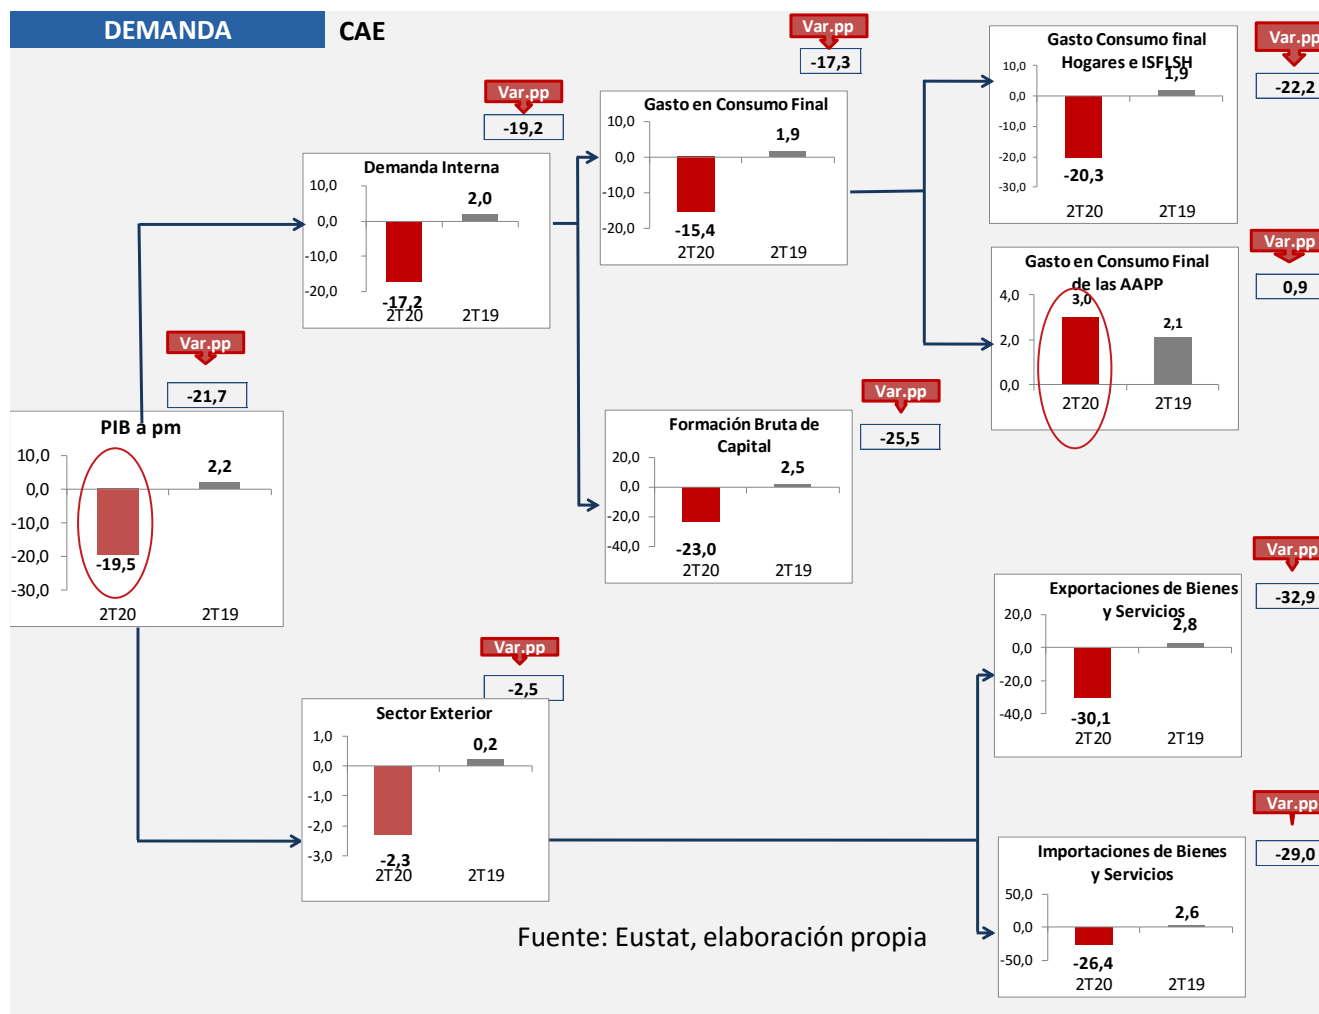 DEMANDA
CAE
Var.pp
-21,7
PIB a pm
10,0
0,0
-10,0
-20,0
-30,0
-19,5
2,2
2T20
2T19
Var.pp
-19,2
Demanda Interna
10,0
0,0
-10,0
-20,0
-17,2
2,0
2T20
2T19
Var.pp
-17,3
Gasto en Consumo Final
10,0
0,0
-10,0
-20,0
-15,4
1,9
2T20
2T19
Var.pp
-22,2
Gasto Consumo final
Hogares e ISFLSH
10,0
0,0
-10,0
-20,0
-30,0
-20,3
1,9
2T20
2T19
Var.pp
0,9
Gasto en Consumo Final
de las AAPP
4,0
2,0
0,0
3,0
2,1
2T20
2T19
Var.pp
-25,5
Formación Bruta de
Capital
20,0
0,0
-20,0
-40,0
-23,0
2,5
2T20
2T19
Var.pp
-2,5
Sector Exterior
1,0
0,0
-1,0
-2,0
-3,0
-2,3
0,2
2T20
2T19
Var.pp
-32,9
Exportaciones de Bienes
y Servicios
20,0
0,0
-20,0
-40,0
-30,1
2,8
2T20
2T19
Var.pp
-29,0
Importaciones de Bienes
y Servicios
50,0
0,0
-50,0
-26,4
2,6
2T20
2T19
Fuente: Eustat, elaboración propia